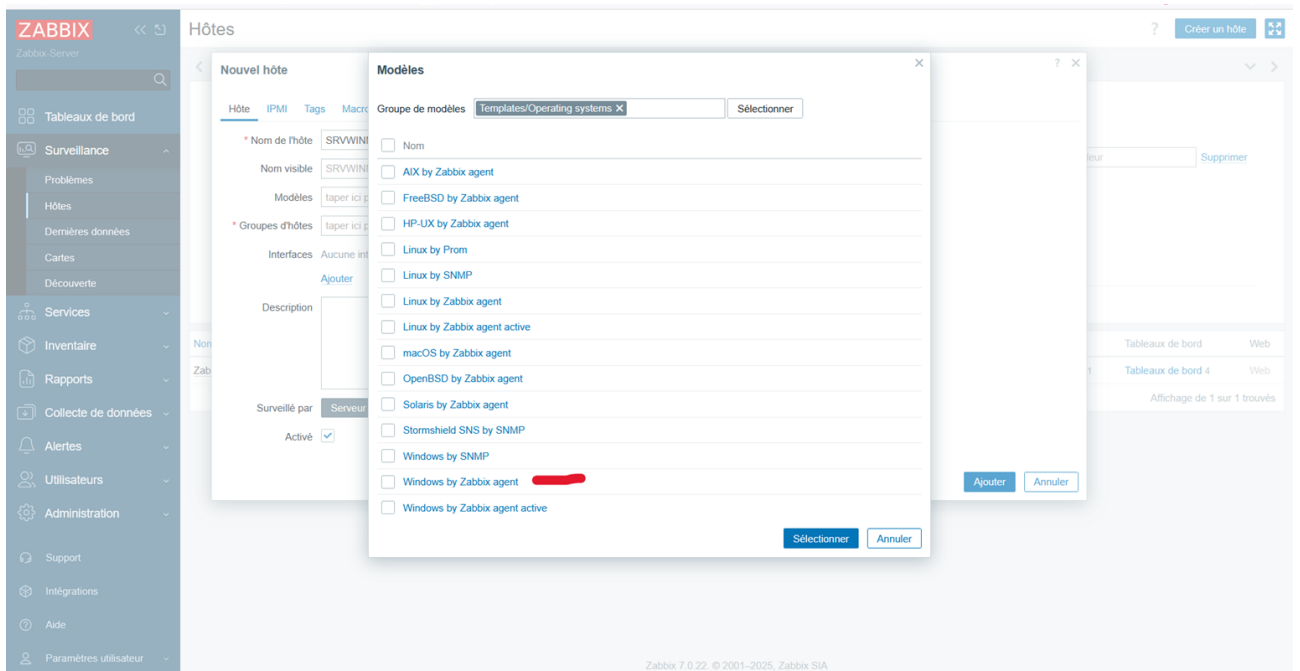 ZABBIX
Zabbix-Server
Tableaux de bord
Surveillance
Problèmes
Hôtes
Dernières données
Cartes
Découverte
Services
Inventaire
Rapports
Collecte de données
Alertes
Utilisateurs
Administration
Support
Intégrations
Aide
Paramètres utilisateur
Hôtes
? Créer un hôte
Nouvel hôte
Hôte IPMI Tags
* Nom de l'hôte
Nom visible
Modèles taper ici
* Groupes d'hôtes taper ici
Interfaces Aucune
Ajouter
Description
Surveillé par Serveur
Activé
Modèles
Groupe de modèles Templates/Operating systems Sélectionner
Nom
AIX by Zabbix agent
FreeBSD by Zabbix agent
HP-UX by Zabbix agent
Linux by Prom
Linux by SNMP
Linux by Zabbix agent
Linux by Zabbix agent active
macOS by Zabbix agent
OpenBSD by Zabbix agent
Solaris by Zabbix agent
Stormshield SNS by SNMP
Windows by SNMP
Windows by Zabbix agent
Windows by Zabbix agent active
Sélectionner Annuler
?
Supprimer
Ajouter Annuler
Tableaux de bord Web
Tableaux de bord 4 Web
Affichage de 1 sur 1 trouvés
Zabbix 7.0.22. © 2001–2025, Zabbix SIA